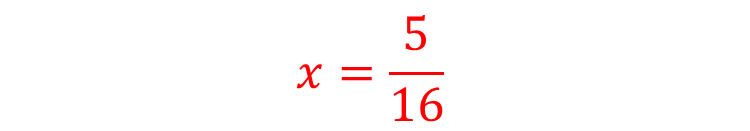 x = 5/16